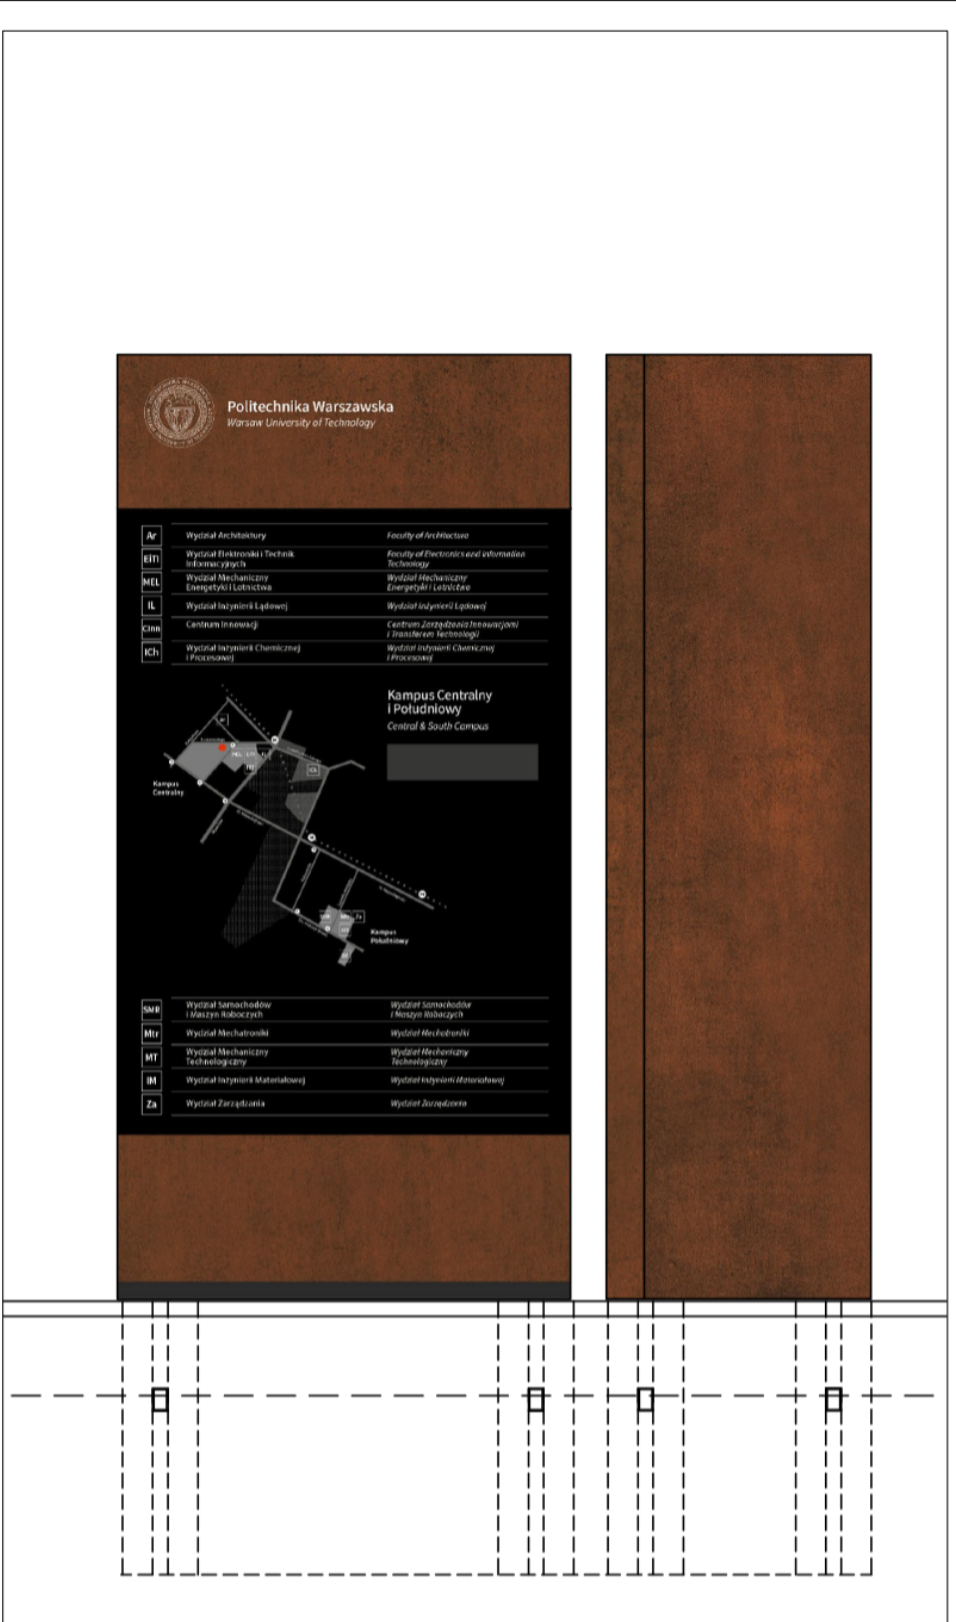 Politechnika Warszawska
Warsaw University of Technology
Ar
Wydział Architektury
Faculty of Architecture
EiTI
Wydział Elektroniki i Technik
Informacyjnych
Faculty of Electronics and Information
Technology
MEL
Wydział Mechaniczny
Energetyki i Lotnictwa
Wydział Mechaniczny
Energetyki i Lotnictwa
IL
Wydział Inżynierii Lądowej
Wydział Inżynierii Lądowej
CInn
Centrum Innowacji
Centrum Zarządzania Innowacjami
i Transferem Technologii
ICh
Wydział Inżynierii Chemicznej
i Procesowej
Wydział Inżynierii Chemicznej
i Procesowej
Kampus Centralny
i Południowy
Central & South Campus
Ar
MEL
ICh
Kampus
Centralny
Za
Kampus
Południowy
SMR
Wydział Samochodów
i Maszyn Roboczych
Wydział Samochodów
i Maszyn Roboczych
Mtr
Wydział Mechatroniki
Wydział Mechatroniki
MT
Wydział Mechaniczny
Technologiczny
Wydział Mechaniczny
Technologiczny
IM
Wydział Inżynierii Materiałowej
Wydział Inżynierii Materiałowej
Za
Wydział Zarządzania
Wydział Zarządzania